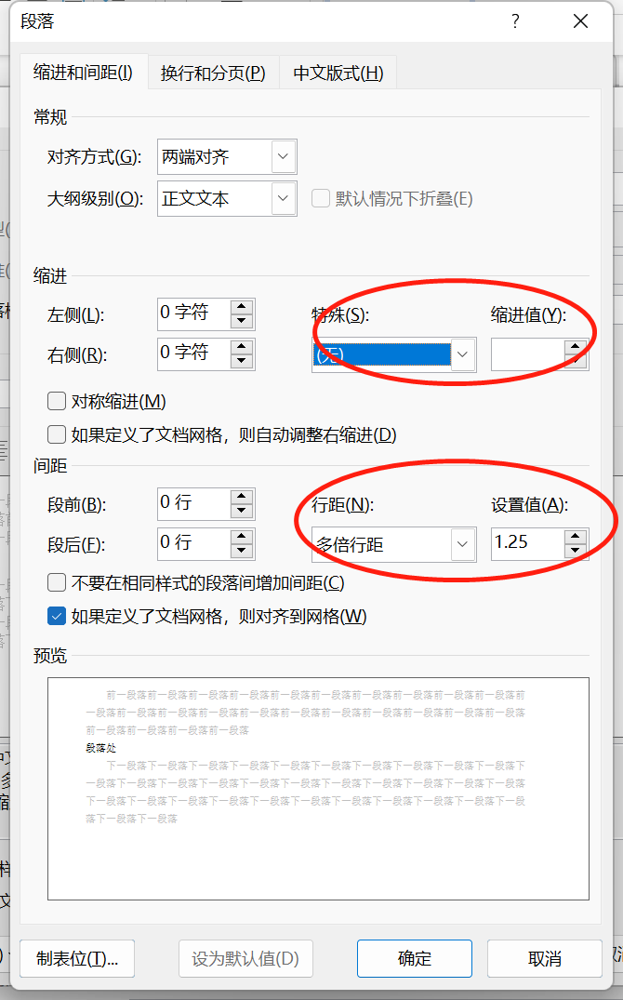 段落 ?
缩进和间距(I) 换行和分页(P) 中文版式(H)
常规
对齐方式(G): 两端对齐
大纲级别(O): 正文文本 默认情况下折叠(E)
缩进
左侧(L): 0 字符 特殊(S): 缩进值(Y):
右侧(R): 0 字符 (无)
对称缩进(M)
如果定义了文档网格，则自动调整右缩进(D)
间距
段前(B): 0 行 行距(N): 设置值(A):
段后(F): 0 行 多倍行距 1.25
不要在相同样式的段落间增加间距(C)
如果定义了文档网格，则对齐到网格(W)
预览
前一段落前一段落前一段落前一段落前一段落前一段落前一段落前一段落前一段落前一段落前
一段落前一段落前一段落前一段落前一段落前一段落前一段落前一段落前一段落前一段落前一段落
前一段落前一段落前一段落前一段落
段落处
下一段落下一段落下一段落下一段落下一段落下一段落下一段落下一段落下一段落下一段落下
一段落下一段落下一段落下一段落下一段落下一段落下一段落下一段落下一段落下一段落下一段落
下一段落下一段落下一段落下一段落下一段落下一段落下一段落下一段落下一段落下一段落下一段
落下一段落下一段落
制表位(T)... 设为默认值(D) 确定 取消